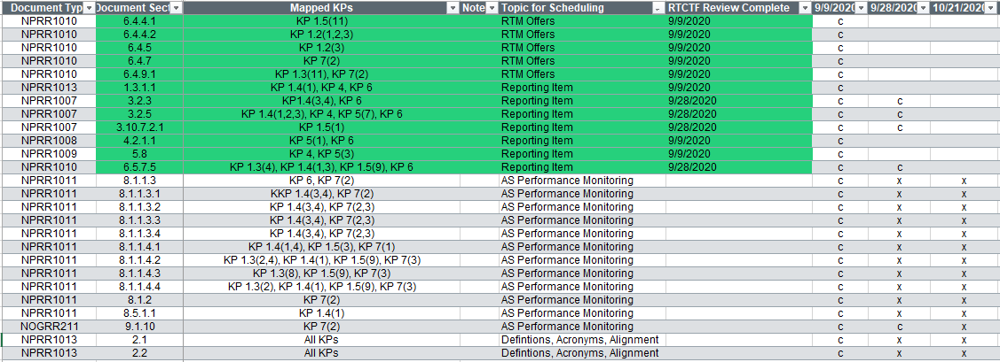 Document Typ Document Sect Mapped KPs Note Topic for Scheduling RTCTF Review Complete 9/9/2020 9/28/2020 10/21/2020
NPRR1010 6.4.4.1 KP 1.5(11) RTM Offers 9/9/2020 c
NPRR1010 6.4.4.2 KP 1.2(1,2,3) RTM Offers 9/9/2020 c
NPRR1010 6.4.5 KP 1.2(3) RTM Offers 9/9/2020 c
NPRR1010 6.4.7 KP 7(2) RTM Offers 9/9/2020 c
NPRR1010 6.4.9.1 KP 1.3(11), KP 7(2) RTM Offers 9/9/2020 c
NPRR1013 1.3.1.1 KP 1.4(1), KP 4, KP 6 Reporting Item 9/9/2020 c
NPRR1007 3.2.3 KP1.4(3,4), KP 6 Reporting Item 9/28/2020 c c
NPRR1007 3.2.5 KP 1.4(1,2,3), KP 4, KP 5(7), KP 6 Reporting Item 9/28/2020 c c
NPRR1007 3.10.7.2.1 KP 1.5(1) Reporting Item 9/28/2020 c c
NPRR1008 4.2.1.1 KP 5(1), KP 6 Reporting Item 9/9/2020 c
NPRR1009 5.8 KP 4, KP 5(3) Reporting Item 9/9/2020 c
NPRR1010 6.5.7.5 KP 1.3(4), KP 1.4(1,3), KP 1.5(9), KP 6 Reporting Item 9/28/2020 c c
NPRR1011 8.1.1.3 KP 6, KP 7(2) AS Performance Monitoring c x x
NPRR1011 8.1.1.3.1 KKP 1.4(3,4), KP 7(2) AS Performance Monitoring c x x
NPRR1011 8.1.1.3.2 KP 1.4(3,4), KP 7(2,3) AS Performance Monitoring c x x
NPRR1011 8.1.1.3.3 KP 1.4(3,4), KP 7(2,3) AS Performance Monitoring c x x
NPRR1011 8.1.1.3.4 KP 1.4(3,4), KP 7(2,3) AS Performance Monitoring c x x
NPRR1011 8.1.1.4.1 KP 1.4(1,4), KP 1.5(3), KP 7(1) AS Performance Monitoring c x x
NPRR1011 8.1.1.4.2 KP 1.3(2,4), KP 1.4(1), KP 1.5(9), KP 7(3) AS Performance Monitoring c x x
NPRR1011 8.1.1.4.3 KP 1.3(8), KP 1.5(9), KP 7(3) AS Performance Monitoring c x x
NPRR1011 8.1.1.4.4 KP 1.3(2), KP 1.4(1), KP 1.5(9), KP 7(3) AS Performance Monitoring c x x
NPRR1011 8.1.2 KP 7(2) AS Performance Monitoring c x x
NPRR1011 8.5.1.1 KP 1.4(1) AS Performance Monitoring c x x
NOGRR211 9.1.10 KP 7(2) AS Performance Monitoring c c x
NPRR1013 2.1 All KPs Defintions, Acronyms, Alignment c x x
NPRR1013 2.2 All KPs Defintions, Acronyms, Alignment c x x